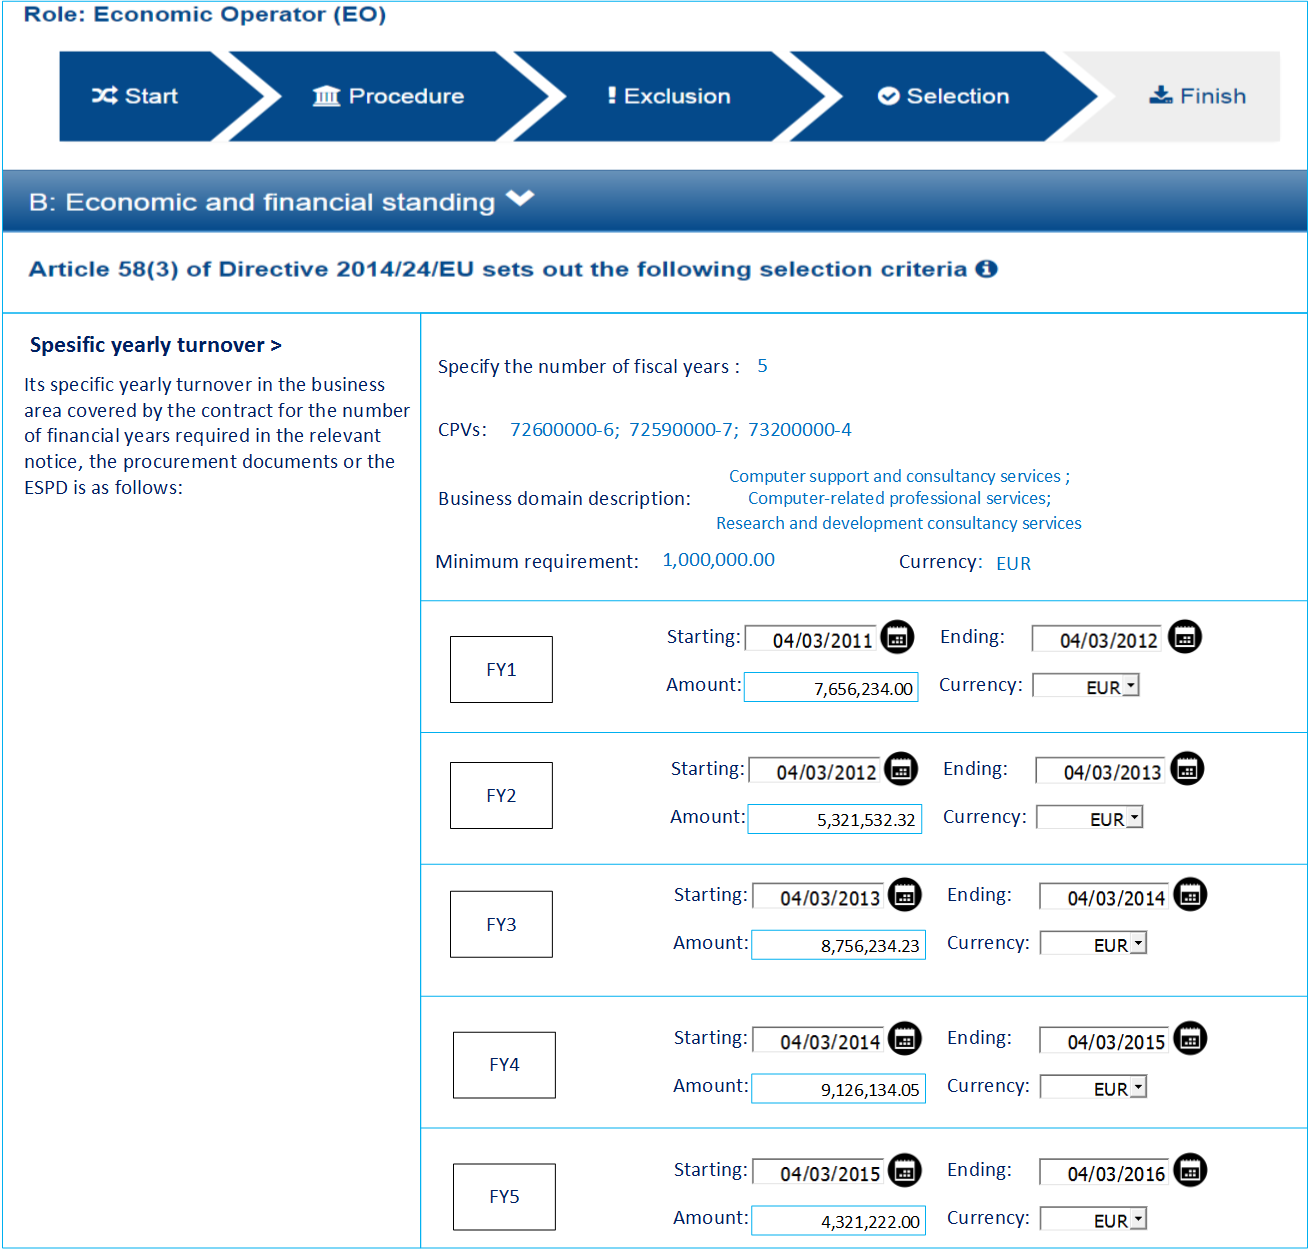 Role: Economic Operator (EO)
Start Procedure Exclusion Selection Finish
B: Economic and financial standing
Article 58(3) of Directive 2014/24/EU sets out the following selection criteria
Spesific yearly turnover >
Its specific yearly turnover in the business
area covered by the contract for the number
of financial years required in the relevant
notice, the procurement documents or the
ESPD is as follows:
Specify the number of fiscal years : 5
CPVs: 72600000-6; 72590000-7; 73200000-4
Business domain description:
Computer support and consultancy services ;
Computer-related professional services;
Research and development consultancy services
Minimum requirement: 1,000,000.00 Currency: EUR
FY1
Starting: 04/03/2011 Ending: 04/03/2012
Amount: 7,656,234.00 Currency: EUR
FY2
Starting: 04/03/2012 Ending: 04/03/2013
Amount: 5,321,532.32 Currency: EUR
FY3
Starting: 04/03/2013 Ending: 04/03/2014
Amount: 8,756,234.23 Currency: EUR
FY4
Starting: 04/03/2014 Ending: 04/03/2015
Amount: 9,126,134.05 Currency: EUR
FY5
Starting: 04/03/2015 Ending: 04/03/2016
Amount: 4,321,222.00 Currency: EUR